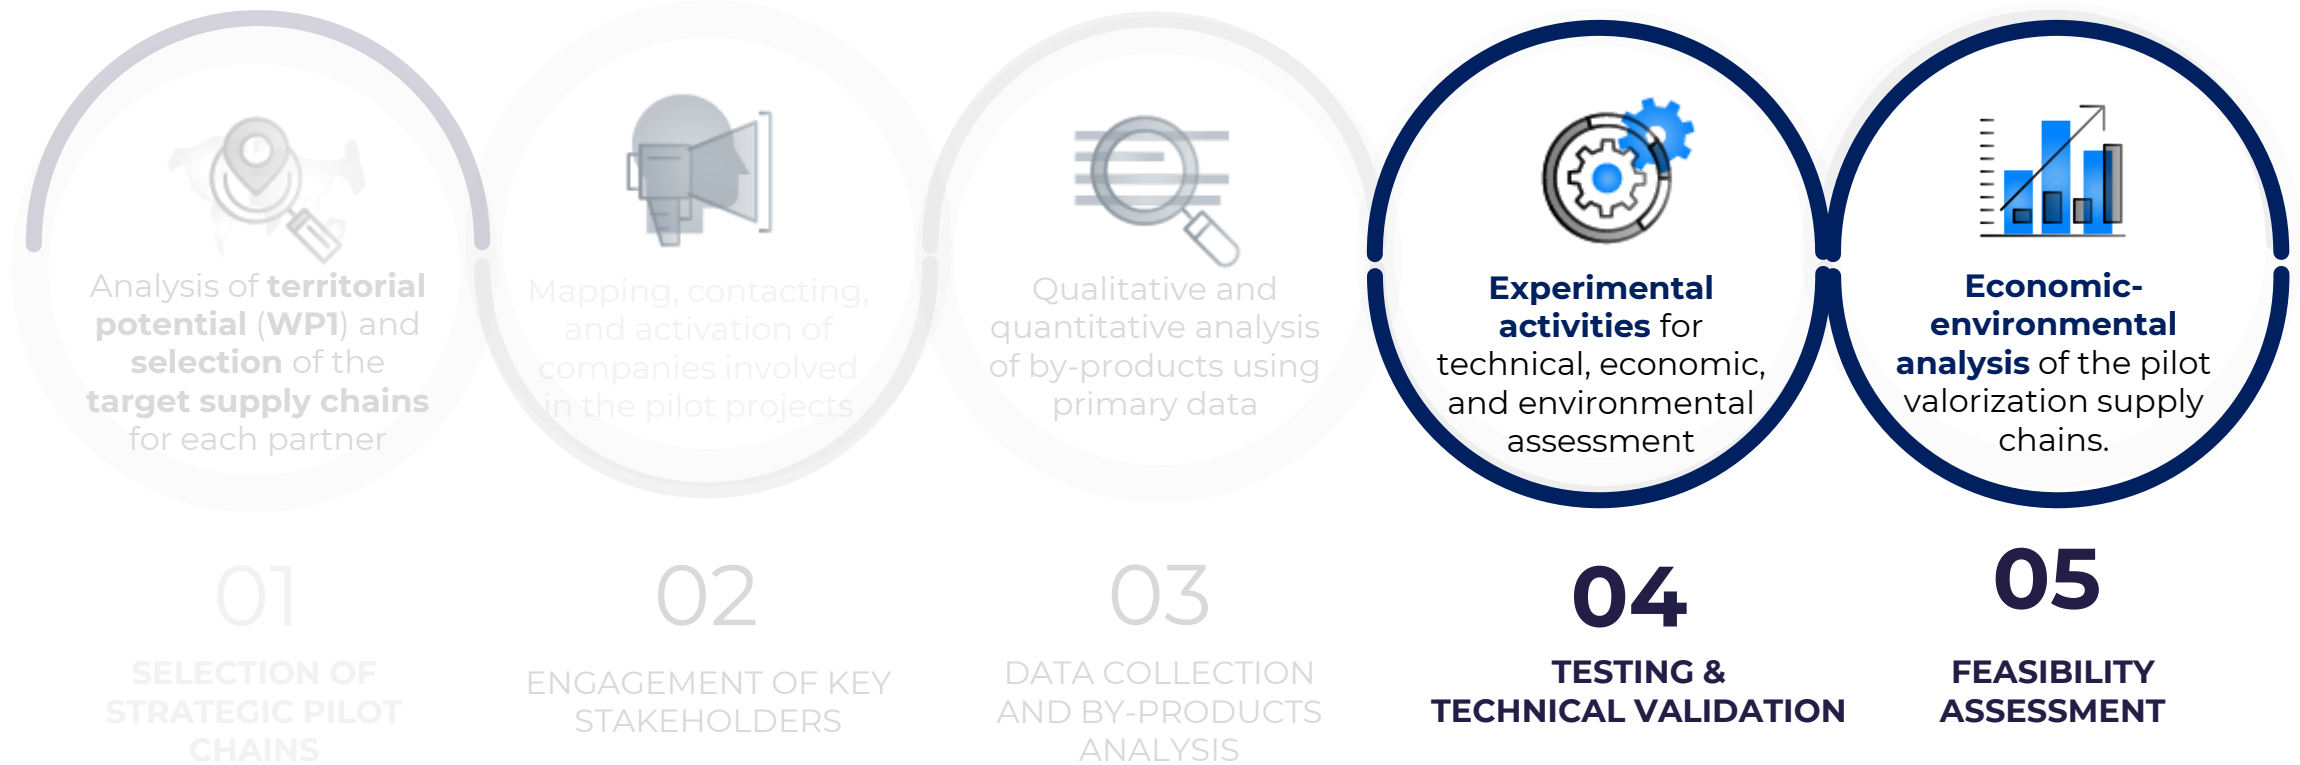 Analysis of territorial
potential (WP1) and
selection of the
target supply chains
for each partner
01
SELECTION OF
STRATEGIC PILOT
CHAINS
Mapping, contacting,
and activation of
companies involved
in the pilot projects
02
ENGAGEMENT OF KEY
STAKEHOLDERS
Qualitative and
quantitative analysis
of by-products using
primary data
03
DATA COLLECTION
AND BY-PRODUCTS
ANALYSIS
Experimental
activities for
technical, economic,
and environmental
assessment
04
TESTING &
TECHNICAL VALIDATION
Economic-
environmental
analysis of the pilot
valorization supply
chains.
05
FEASIBILITY
ASSESSMENT